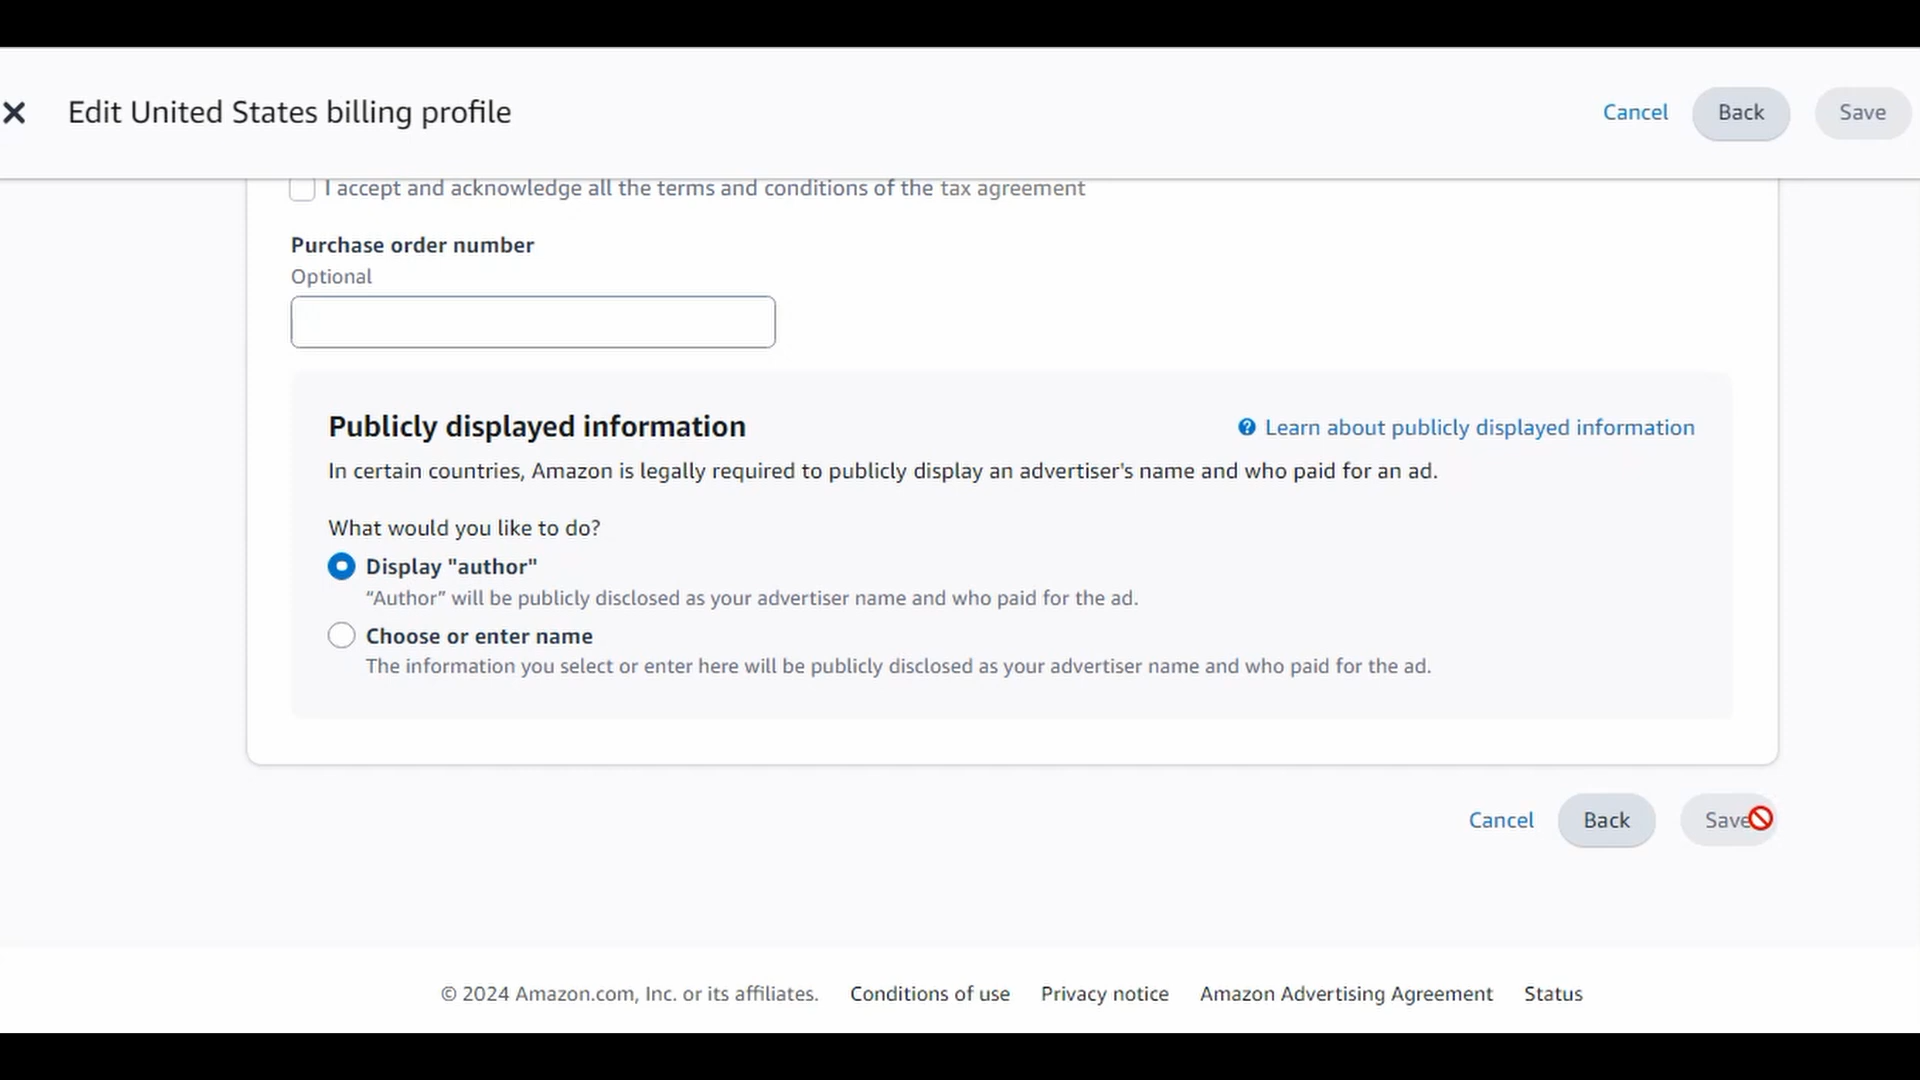 Edit United States billing profile
Cancel
Back
Save
I accept and acknowledge all the terms and conditions of the tax agreement
Purchase order number
Optional
Publicly displayed information
Learn about publicly displayed information
In certain countries, Amazon is legally required to publicly display an advertiser's name and who paid for an ad.
What would you like to do?
Display "author"
“Author” will be publicly disclosed as your advertiser name and who paid for the ad.
Choose or enter name
The information you select or enter here will be publicly disclosed as your advertiser name and who paid for the ad.
Cancel
Back
Save
© 2024 Amazon.com, Inc. or its affiliates.
Conditions of use
Privacy notice
Amazon Advertising Agreement
Status